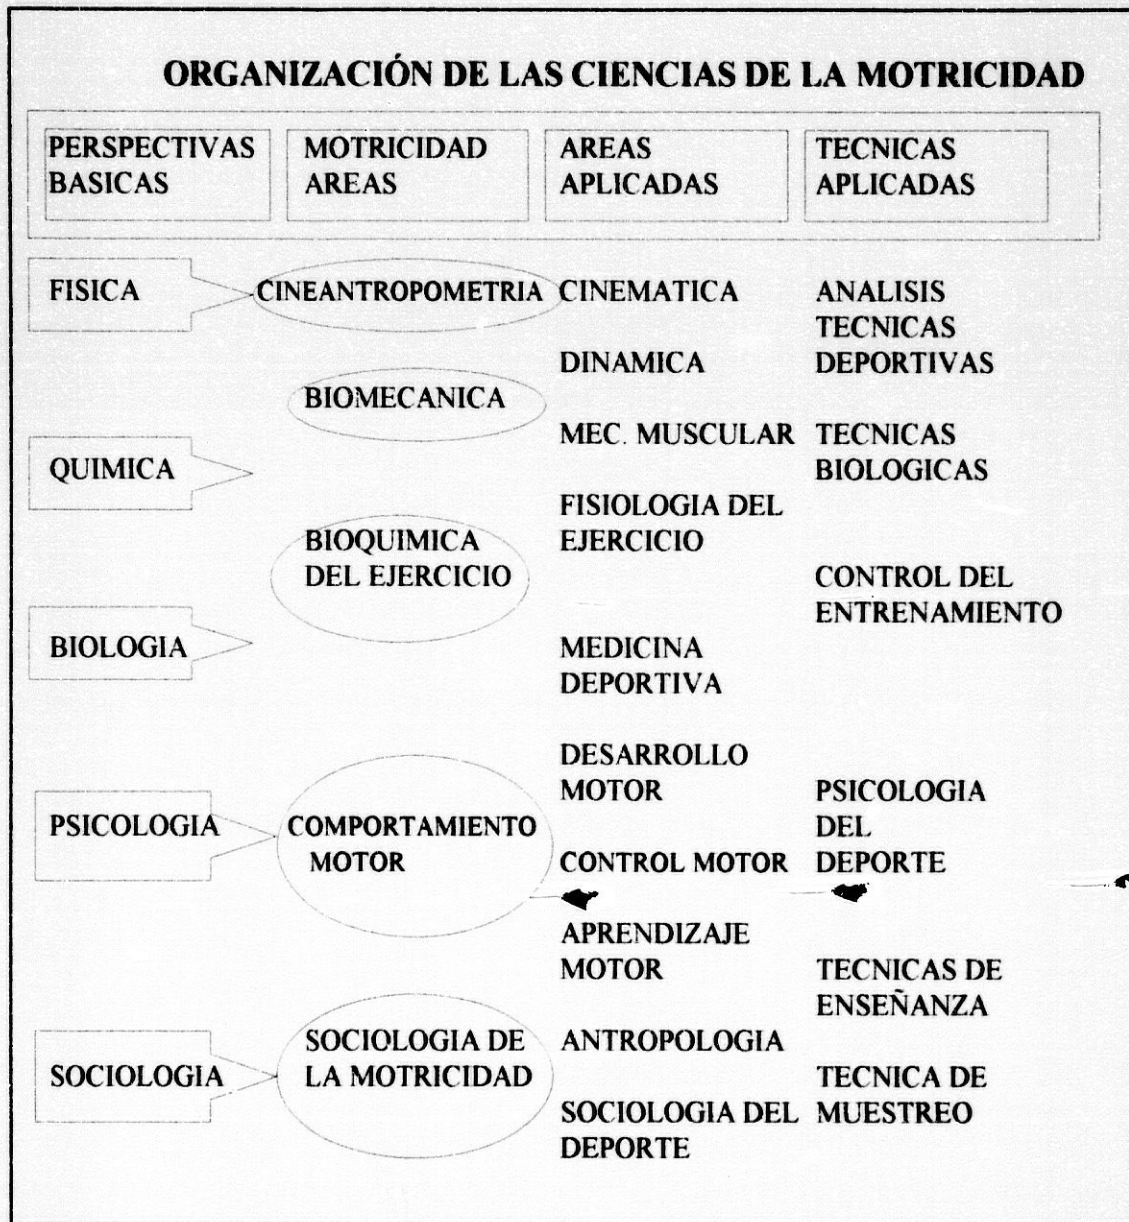 ORGANIZACIÓN DE LAS CIENCIAS DE LA MOTRICIDAD
PERSPECTIVAS
BASICAS
MOTRICIDAD
AREAS
AREAS
APLICADAS
TECNICAS
APLICADAS
FISICA
QUIMICA
BIOLOGIA
PSICOLOGIA
SOCIOLOGIA
CINEANTROPOMETRIA
BIOMECANICA
BIOQUIMICA
DEL EJERCICIO
COMPORTAMIENTO
MOTOR
SOCIOLOGIA DE
LA MOTRICIDAD
CINEMATICA
DINAMICA
MEC. MUSCULAR
FISIOLOGIA DEL
EJERCICIO
MEDICINA
DEPORTIVA
DESARROLLO
MOTOR
CONTROL MOTOR
APRENDIZAJE
MOTOR
ANTROPOLOGIA
SOCIOLOGIA DEL
DEPORTE
ANALISIS
TECNICAS
DEPORTIVAS
TECNICAS
BIOLOGICAS
CONTROL DEL
ENTRENAMIENTO
PSICOLOGIA
DEL
DEPORTE
TECNICAS DE
ENSEÑANZA
TECNICA DE
MUESTREO